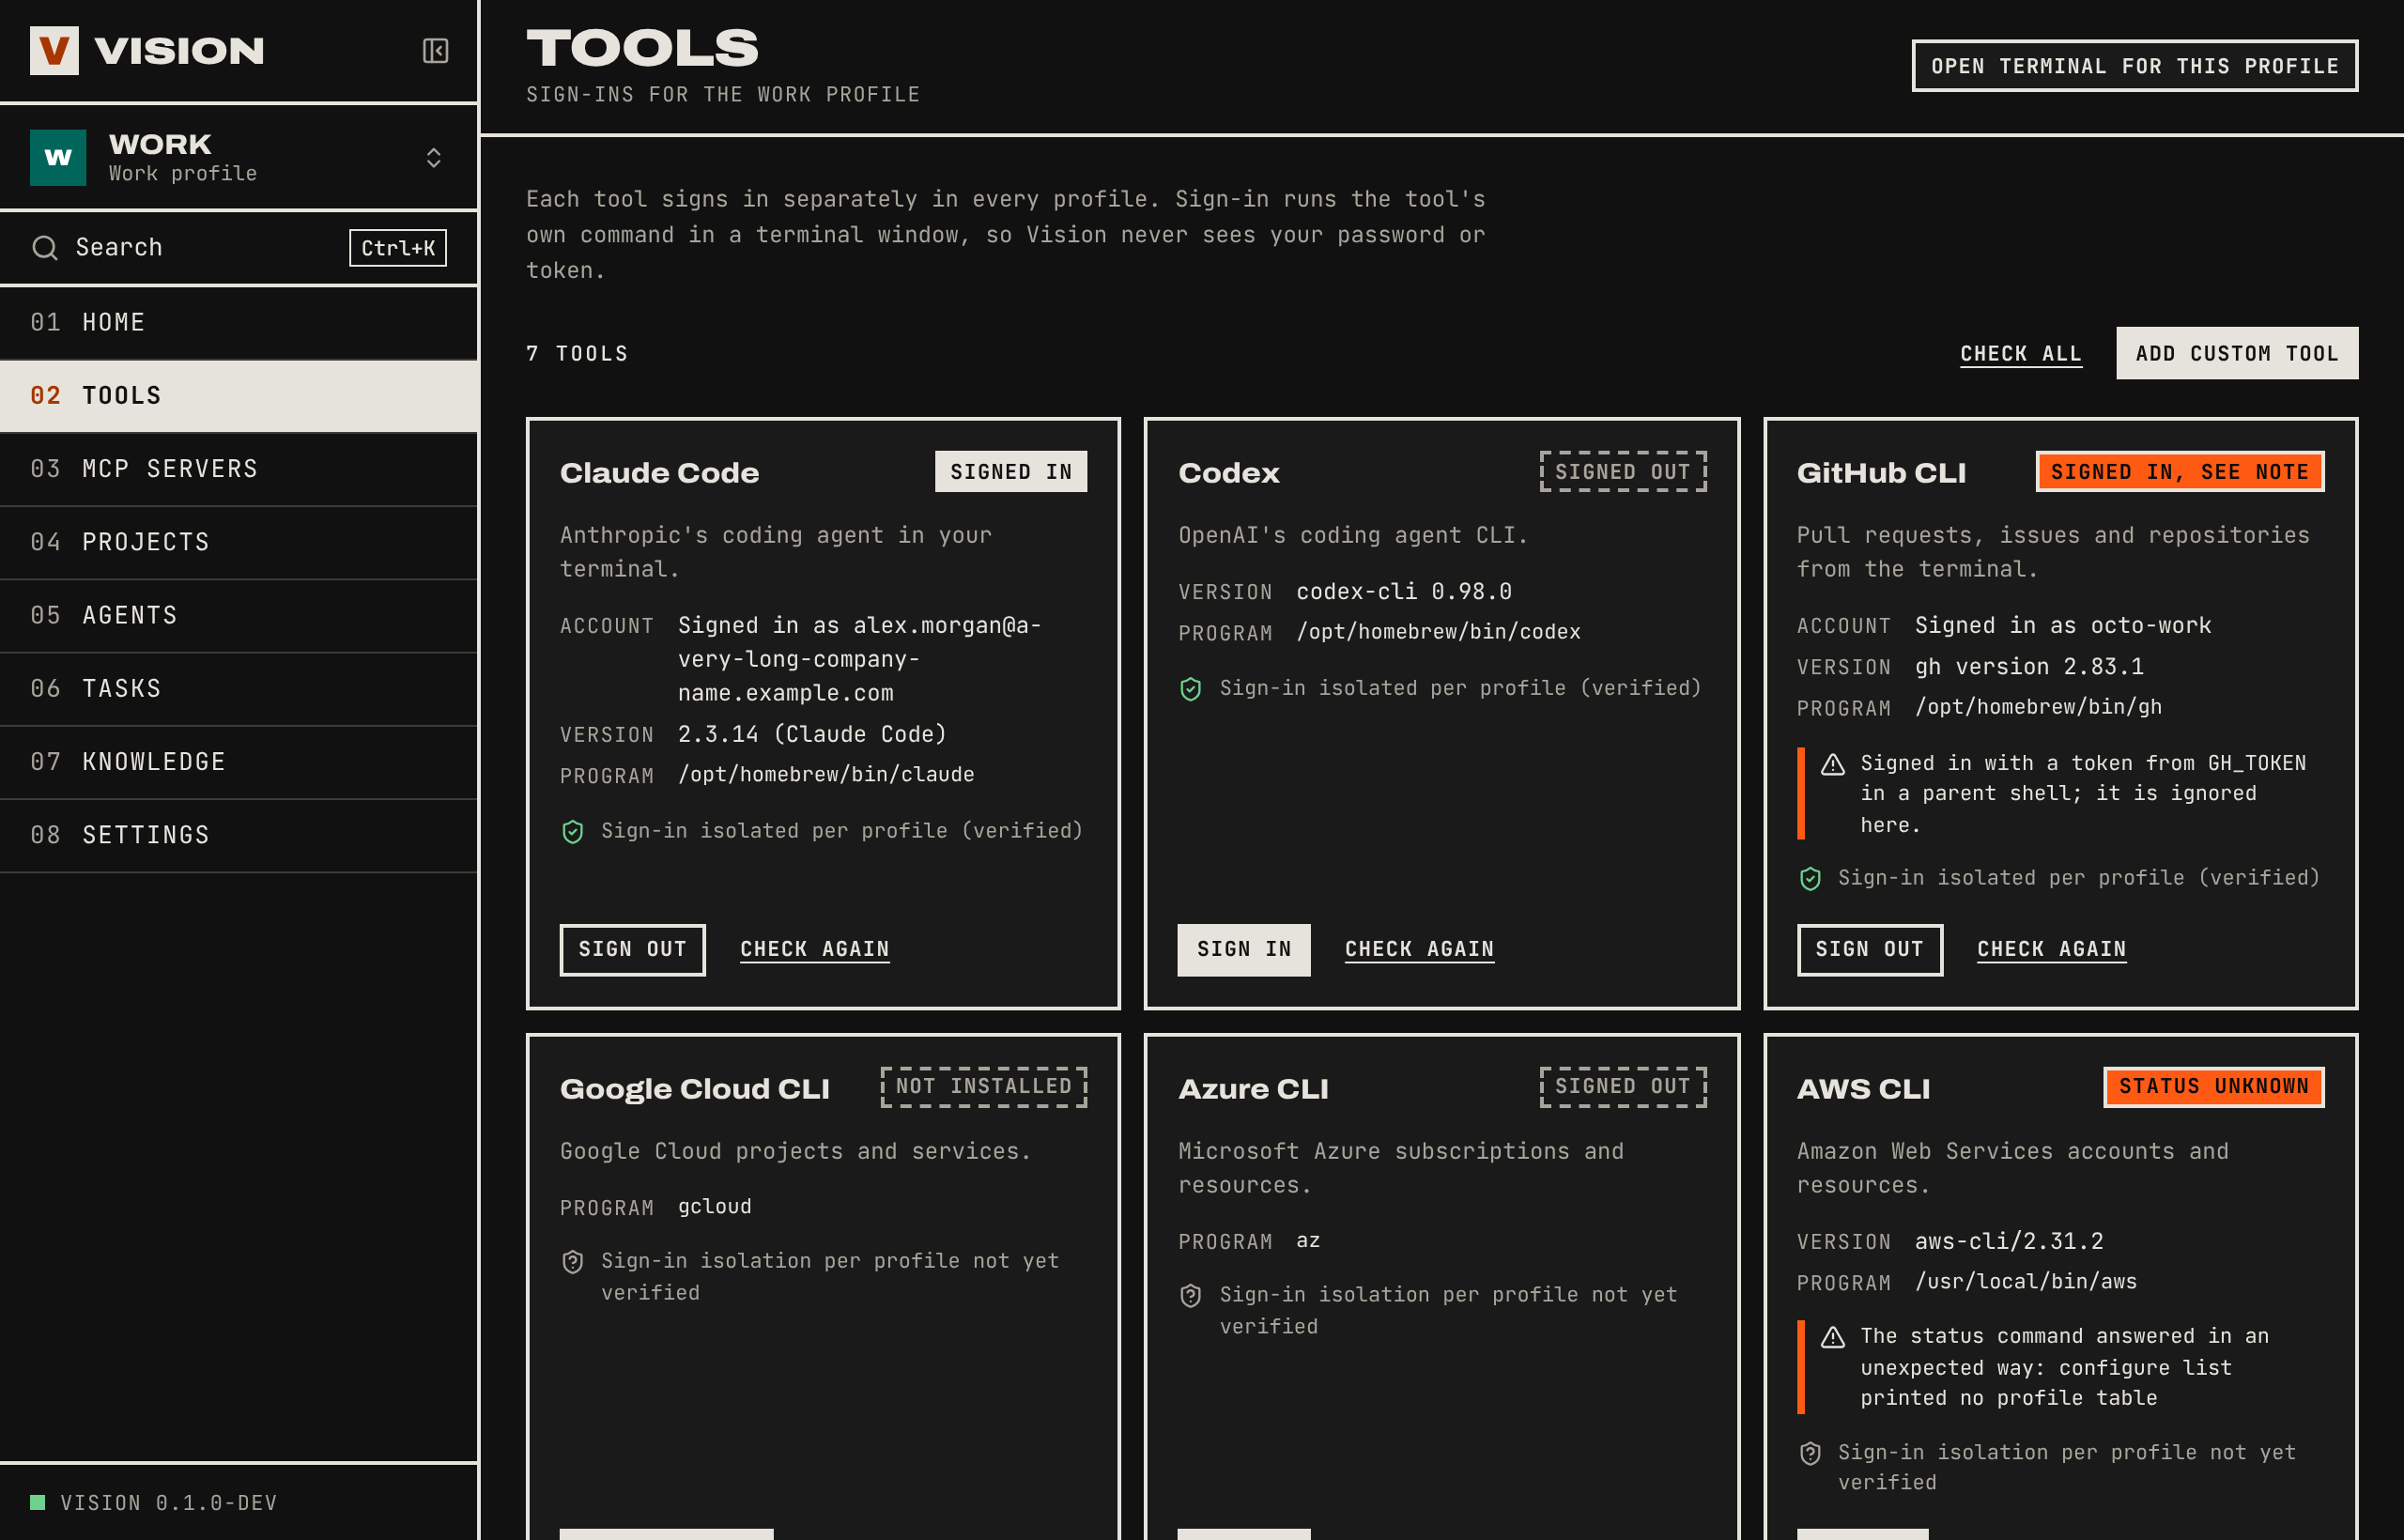 V VISION
W WORK
Work profile
Search Ctrl+K
01 HOME
02 TOOLS
03 MCP SERVERS
04 PROJECTS
05 AGENTS
06 TASKS
07 KNOWLEDGE
08 SETTINGS
VISION 0.1.0-DEV
TOOLS
SIGN-INS FOR THE WORK PROFILE
OPEN TERMINAL FOR THIS PROFILE
Each tool signs in separately in every profile. Sign-in runs the tool's
own command in a terminal window, so Vision never sees your password or
token.
7 TOOLS
CHECK ALL
ADD CUSTOM TOOL
Claude Code
SIGNED IN
Anthropic's coding agent in your
terminal.
ACCOUNT Signed in as alex.morgan@a-
very-long-company-
name.example.com
VERSION 2.3.14 (Claude Code)
PROGRAM /opt/homebrew/bin/claude
Sign-in isolated per profile (verified)
SIGN OUT
CHECK AGAIN
Codex
SIGNED OUT
OpenAI's coding agent CLI.
VERSION codex-cli 0.98.0
PROGRAM /opt/homebrew/bin/codex
Sign-in isolated per profile (verified)
SIGN IN
CHECK AGAIN
GitHub CLI
SIGNED IN, SEE NOTE
Pull requests, issues and repositories
from the terminal.
ACCOUNT Signed in as octo-work
VERSION gh version 2.83.1
PROGRAM /opt/homebrew/bin/gh
Signed in with a token from GH_TOKEN
in a parent shell; it is ignored
here.
Sign-in isolated per profile (verified)
SIGN OUT
CHECK AGAIN
Google Cloud CLI
NOT INSTALLED
Google Cloud projects and services.
PROGRAM gcloud
Sign-in isolation per profile not yet
verified
Azure CLI
SIGNED OUT
Microsoft Azure subscriptions and
resources.
PROGRAM az
Sign-in isolation per profile not yet
verified
AWS CLI
STATUS UNKNOWN
Amazon Web Services accounts and
resources.
VERSION aws-cli/2.31.2
PROGRAM /usr/local/bin/aws
The status command answered in an
unexpected way: configure list
printed no profile table
Sign-in isolation per profile not yet
verified